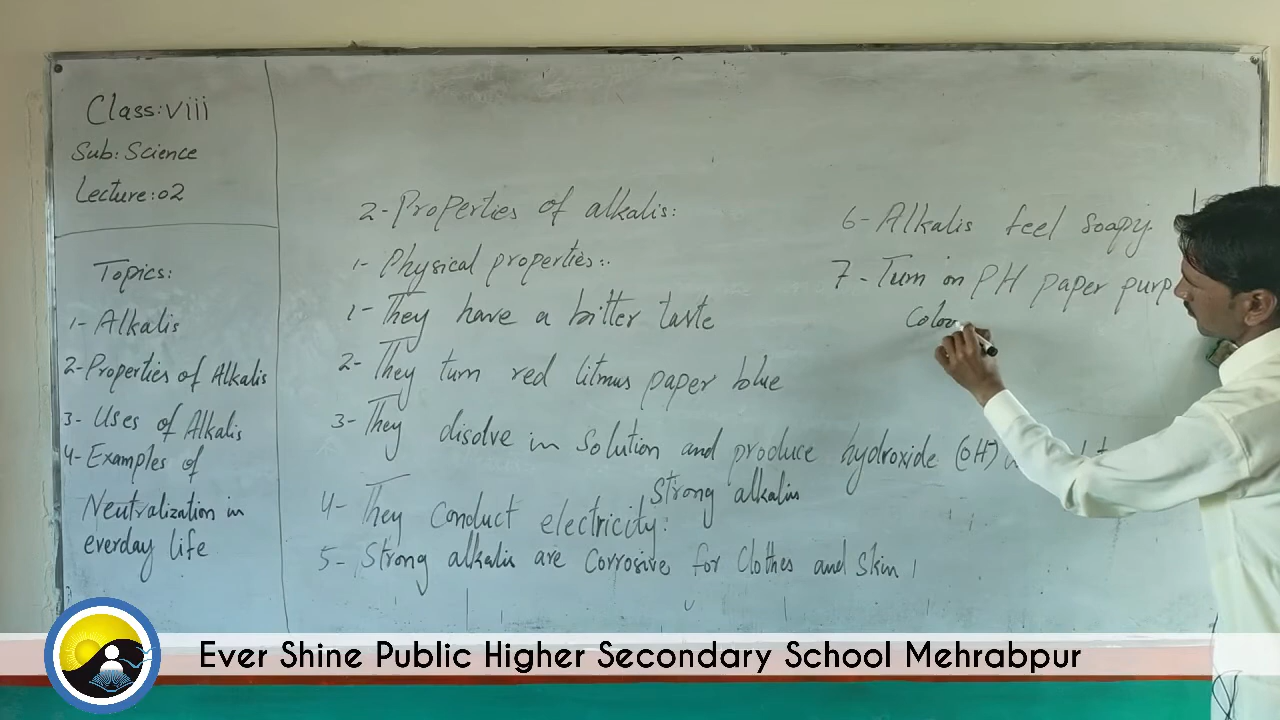 Class: viii
Sub: Science
Lecture: 02
Topics:
1- Alkalis
2- Properties of Alkalis
3- Uses of Alkalis
4- Examples of
Neutralization in
everday life
2- Properties of alkalis:
1- Physical properties:
1- They have a bitter taste
2- They turn red litmus paper blue
3- They disolve in Solution and produce hydroxide (OH)
Strong alkalis
4- They Conduct electricity:
5- Strong alkalis are Corrosive for Clothes and Skin
6- Alkalis feel Soapy.
7- Turn in PH paper
Ever Shine Public Higher Secondary School Mehrabpur